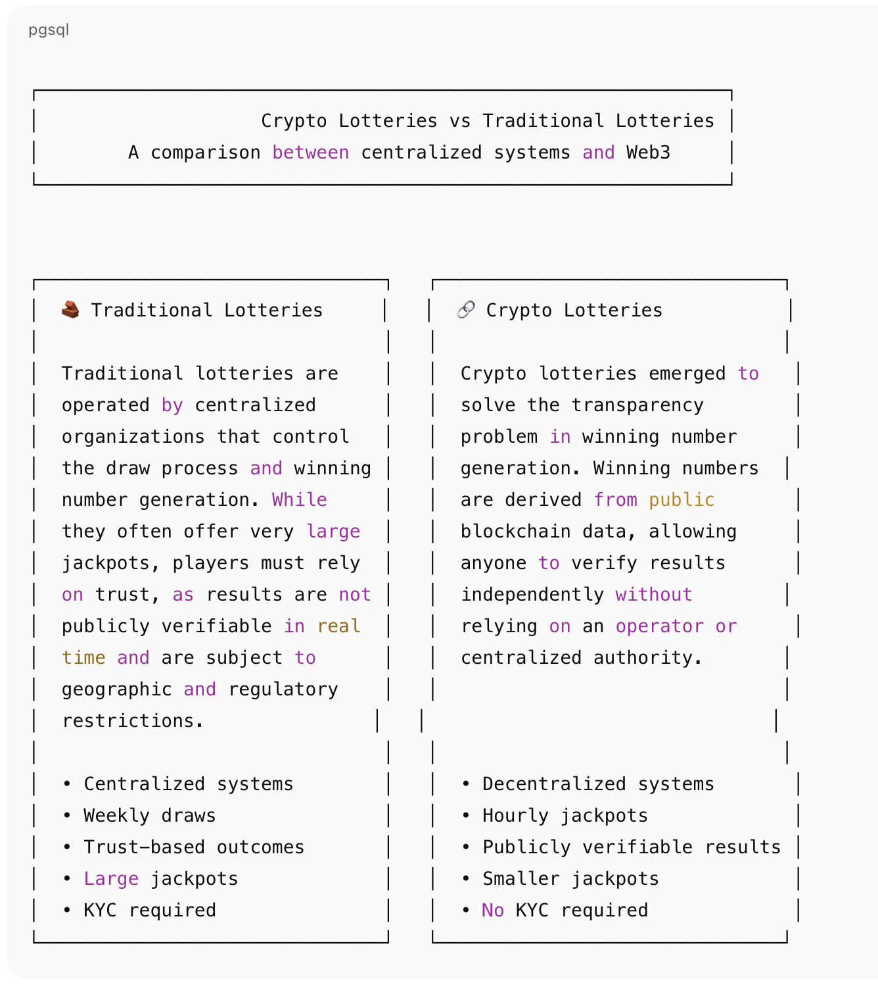 pgsql
Crypto Lotteries vs Traditional Lotteries
A comparison between centralized systems and Web3
Traditional Lotteries
Traditional lotteries are
operated by centralized
organizations that control
the draw process and winning
number generation. While
they often offer very large
jackpots, players must rely
on trust, as results are not
publicly verifiable in real
time and are subject to
geographic and regulatory
restrictions.
• Centralized systems
• Weekly draws
• Trust–based outcomes
• Large jackpots
• KYC required
Crypto Lotteries
Crypto lotteries emerged to
solve the transparency
problem in winning number
generation. Winning numbers
are derived from public
blockchain data, allowing
anyone to verify results
independently without
relying on an operator or
centralized authority.
• Decentralized systems
• Hourly jackpots
• Publicly verifiable results
• Smaller jackpots
• No KYC required